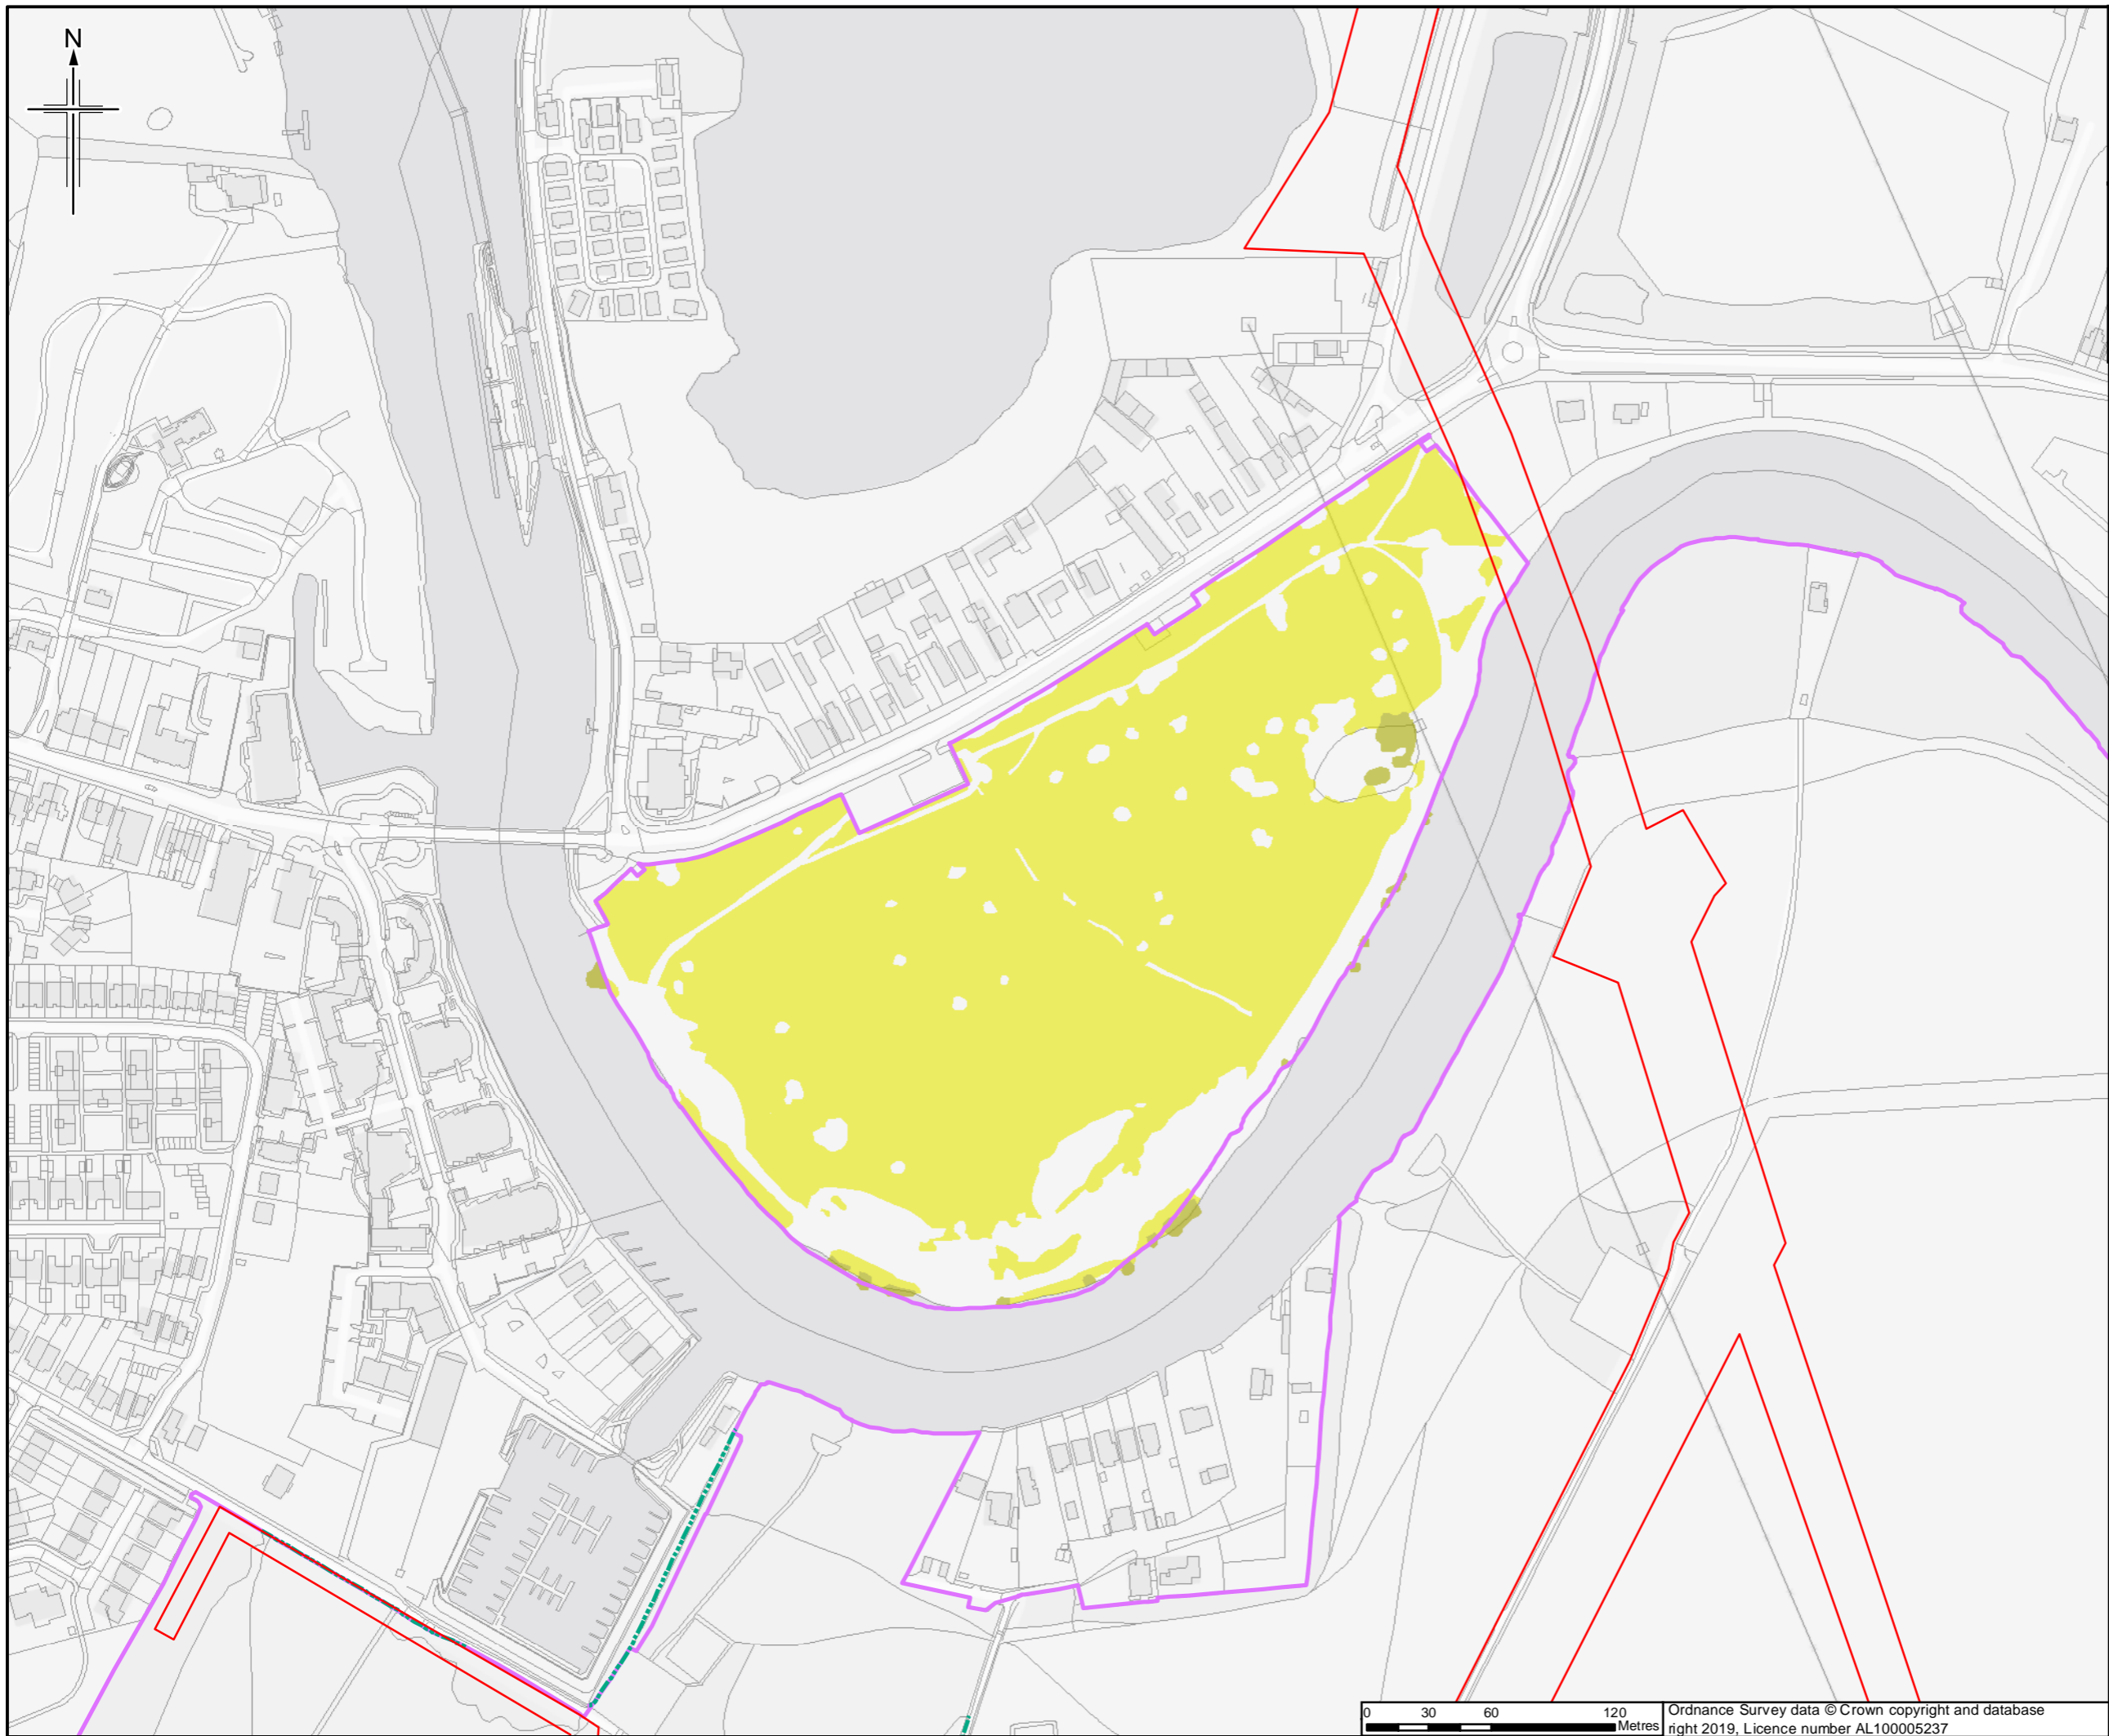 N
0 30 60 120
Metres
Ordnance Survey data © Crown copyright and database
right 2019, Licence number AL100005237